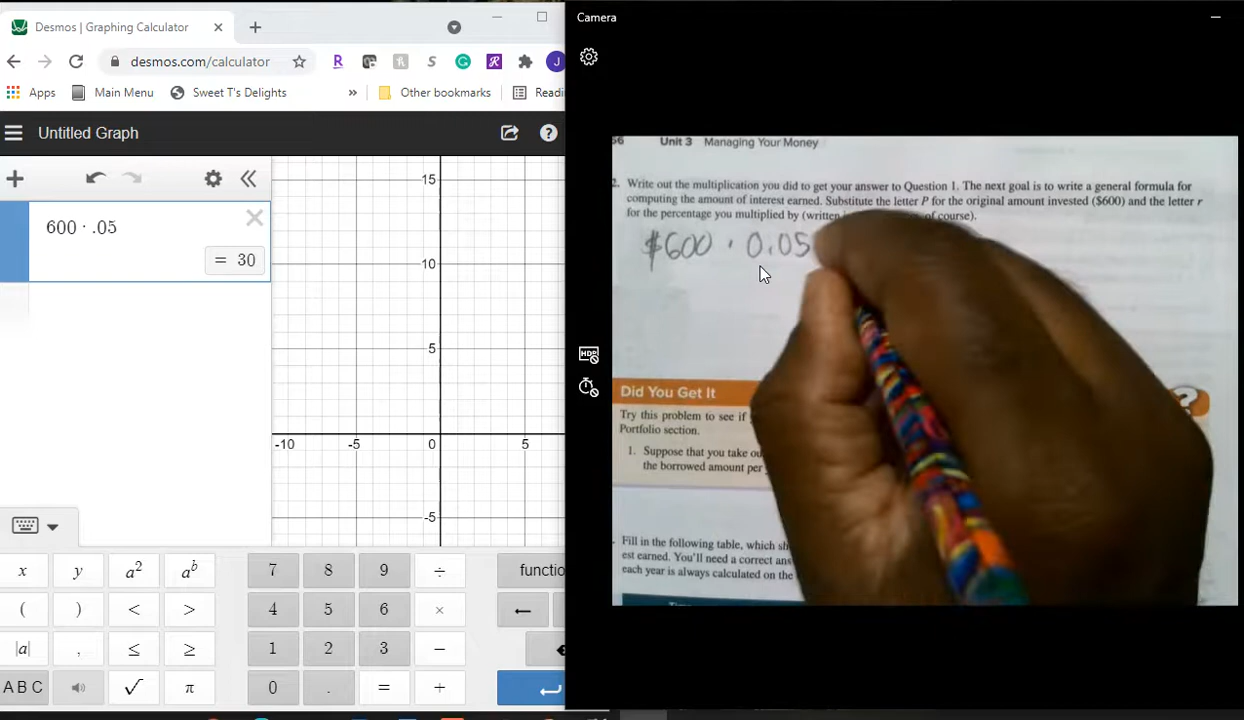 Desmos | Graphing Calculator
desmos.com/calculator
Apps
Main Menu
Sweet T's Delights
»
Other bookmarks
Readi
Untitled Graph
600 · .05
= 30
15
10
5
-5
-10
-5
0
5
x
y
a²
aᵇ
7
8
9
÷
functio
(
)
<
>
4
5
6
×
|a|
,
≤
≥
1
2
3
−
A B C
√
π
0
.
=
+
Camera
HDR
Unit 3 Managing Your Money
Write out the multiplication you did to get your answer to Question 1. The next goal is to write a general formula for
computing the amount of interest earned. Substitute the letter P for the original amount invested ($600) and the letter r
for the percentage you multiplied by (written of course).
$600 · 0.05
Did You Get It
?
Try this problem to see if
Portfolio section.
1. Suppose that you take ou
the borrowed amount per
Fill in the following table, which sh
est earned. You'll need a correct ans
each year is always calculated on the